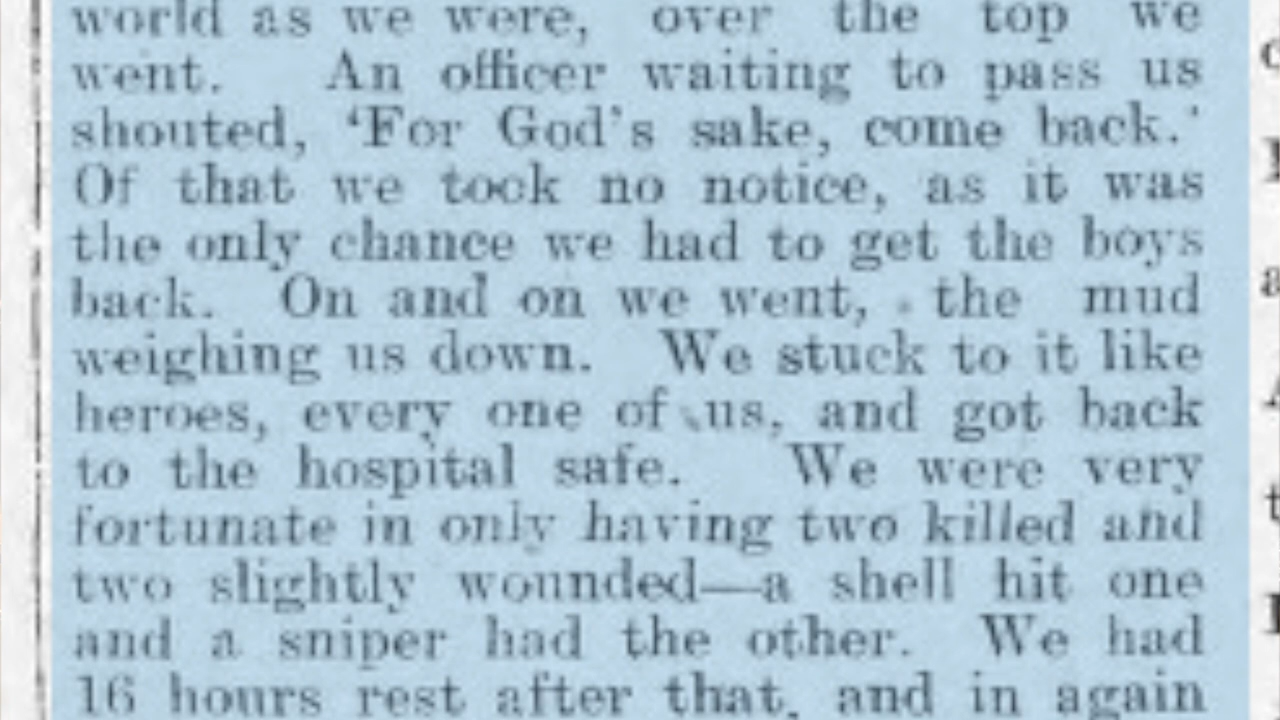 world as we were, over the top we
went. An officer waiting to pass us
shouted, 'For God's sake, come back.'
Of that we took no notice, as it was
the only chance we had to get the boys
back. On and on we went, the mud
weighing us down. We stuck to it like
heroes, every one of us, and got back
to the hospital safe. We were very
fortunate in only having two killed and
two slightly wounded—a shell hit one
and a sniper had the other. We had
16 hours rest after that, and in again